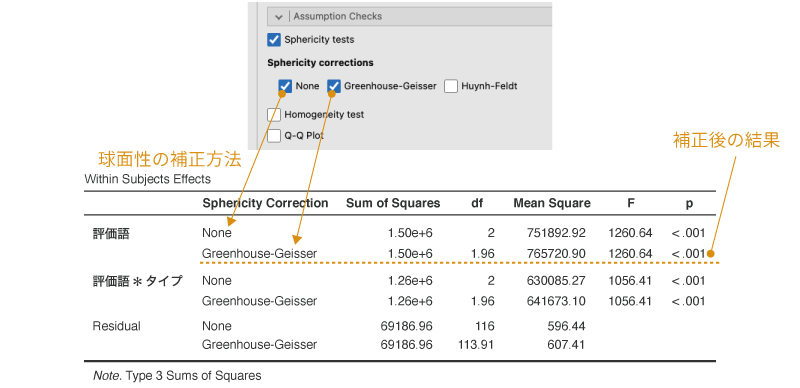 Assumption Checks
Sphericity tests
Sphericity corrections
None Greenhouse-Geisser Huynh-Feldt
Homogeneity test
Q-Q Plot
補正後の結果
球面性の補正方法
Within Subjects Effects
Sphericity Correction Sum of Squares df Mean Square F p
評価語 None 1.50e+6 2 751892.92 1260.64 < .001
Greenhouse-Geisser 1.50e+6 1.96 765720.90 1260.64 < .001
評価語 * タイプ None 1.26e+6 2 630085.27 1056.41 < .001
Greenhouse-Geisser 1.26e+6 1.96 641673.10 1056.41 < .001
Residual None 69186.96 116 596.44
Greenhouse-Geisser 69186.96 113.91 607.41
Note. Type 3 Sums of Squares